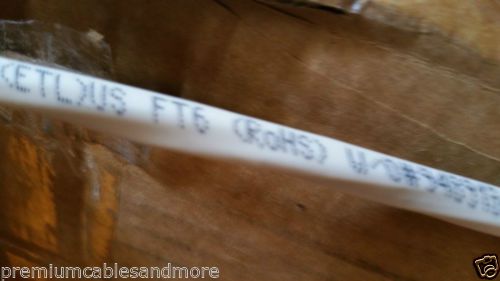 (ETL)US FT6 (RoHS)
premiumcablesandmore